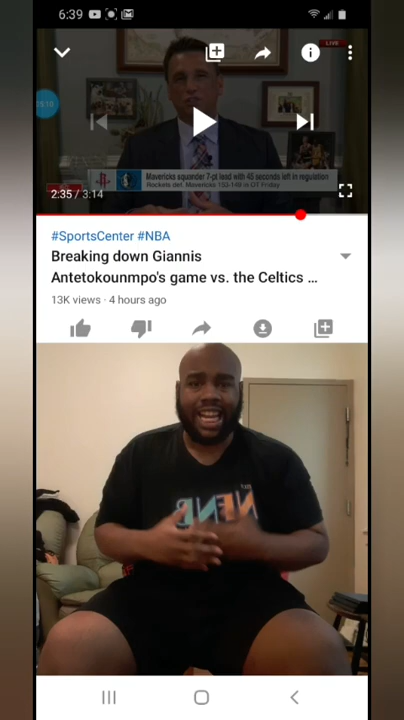 6:39
LIVE
Mavericks squander 7-pt lead with 45 seconds left in regulation
Rockets def. Mavericks 153-149 in OT Friday
2:35 / 3:14
#SportsCenter #NBA
Breaking down Giannis
Antetokounmpo's game vs. the Celtics ...
13K views · 4 hours ago